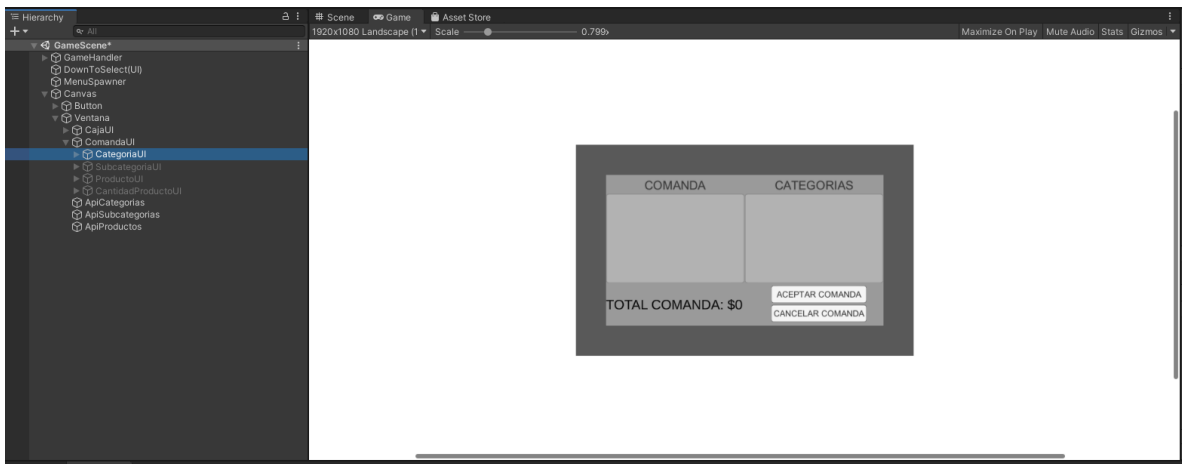 Hierarchy
Scene
Game
Asset Store
All
1920x1080 Landscape (1
Scale
0.799x
Maximize On Play
Mute Audio
Stats
Gizmos
GameScene*
GameHandler
DownToSelect(UI)
MenuSpawner
Canvas
Button
Ventana
CajaUI
ComandaUI
CategoriaUI
SubcategoriaUI
ProductoUI
CantidadProductoUI
ApiCategorias
ApiSubcategorias
ApiProductos
COMANDA
CATEGORIAS
TOTAL COMANDA: $0
ACEPTAR COMANDA
CANCELAR COMANDA